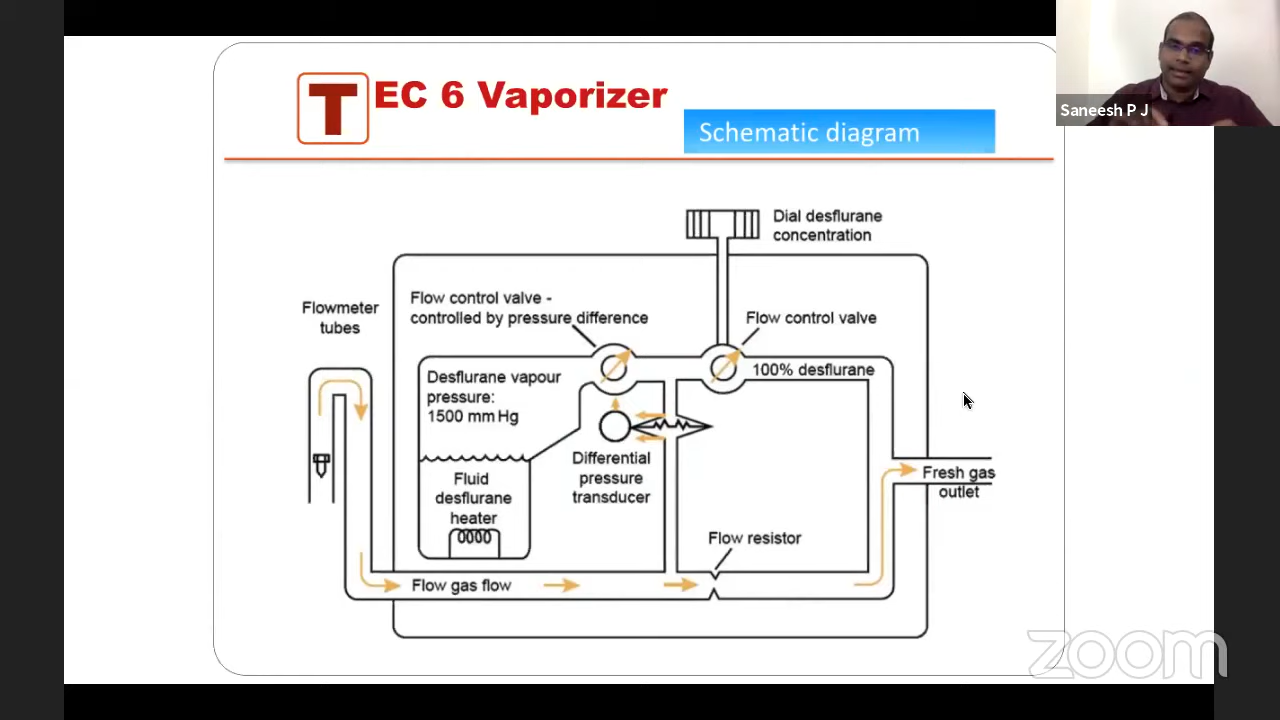 TEC 6 Vaporizer
Schematic diagram
Saneesh P J
Dial desflurane
concentration
Flow control valve -
controlled by pressure difference
Flow control valve
Flowmeter
tubes
Desflurane vapour
pressure:
1500 mm Hg
100% desflurane
Differential
pressure
transducer
Fluid
desflurane
heater
Fresh gas
outlet
Flow resistor
Flow gas flow
zoom